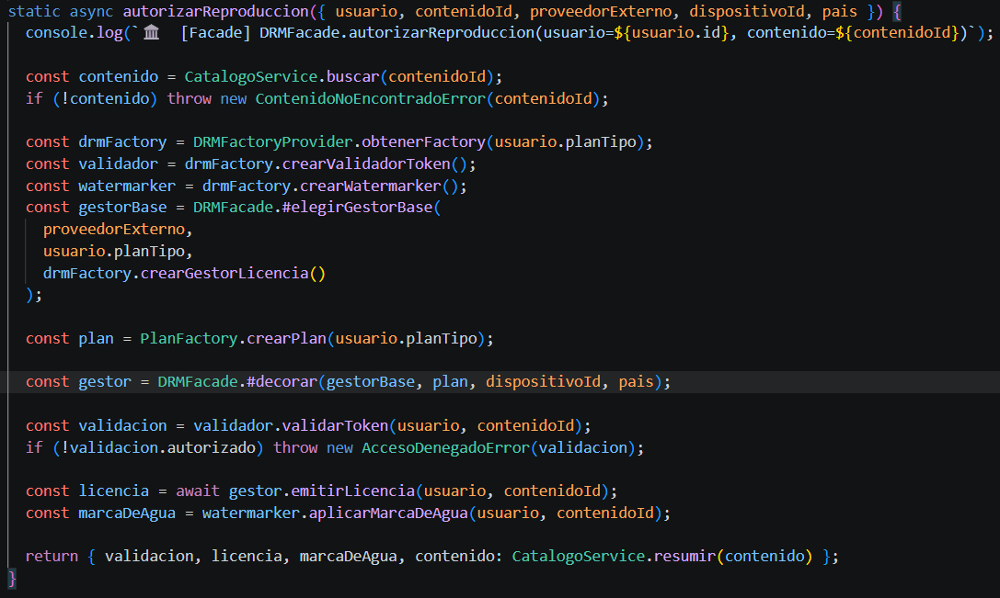 static async autorizarReproduccion({ usuario, contenidoId, proveedorExterno, dispositivoId, pais }) {
console.log(`🏛️ [Facade] DRMFacade.autorizarReproduccion(usuario=${usuario.id}, contenido=${contenidoId})`);
const contenido = CatalogoService.buscar(contenidoId);
if (!contenido) throw new ContenidoNoEncontradoError(contenidoId);
const drmFactory = DRMFactoryProvider.obtenerFactory(usuario.planTipo);
const validador = drmFactory.crearValidadorToken();
const watermarker = drmFactory.crearWatermarker();
const gestorBase = DRMFacade.#elegirGestorBase(
proveedorExterno,
usuario.planTipo,
drmFactory.crearGestorLicencia()
);
const plan = PlanFactory.crearPlan(usuario.planTipo);
const gestor = DRMFacade.#decorar(gestorBase, plan, dispositivoId, pais);
const validacion = validador.validarToken(usuario, contenidoId);
if (!validacion.autorizado) throw new AccesoDenegadoError(validacion);
const licencia = await gestor.emitirLicencia(usuario, contenidoId);
const marcaDeAgua = watermarker.aplicarMarcaDeAgua(usuario, contenidoId);
return { validacion, licencia, marcaDeAgua, contenido: CatalogoService.resumir(contenido) };
}